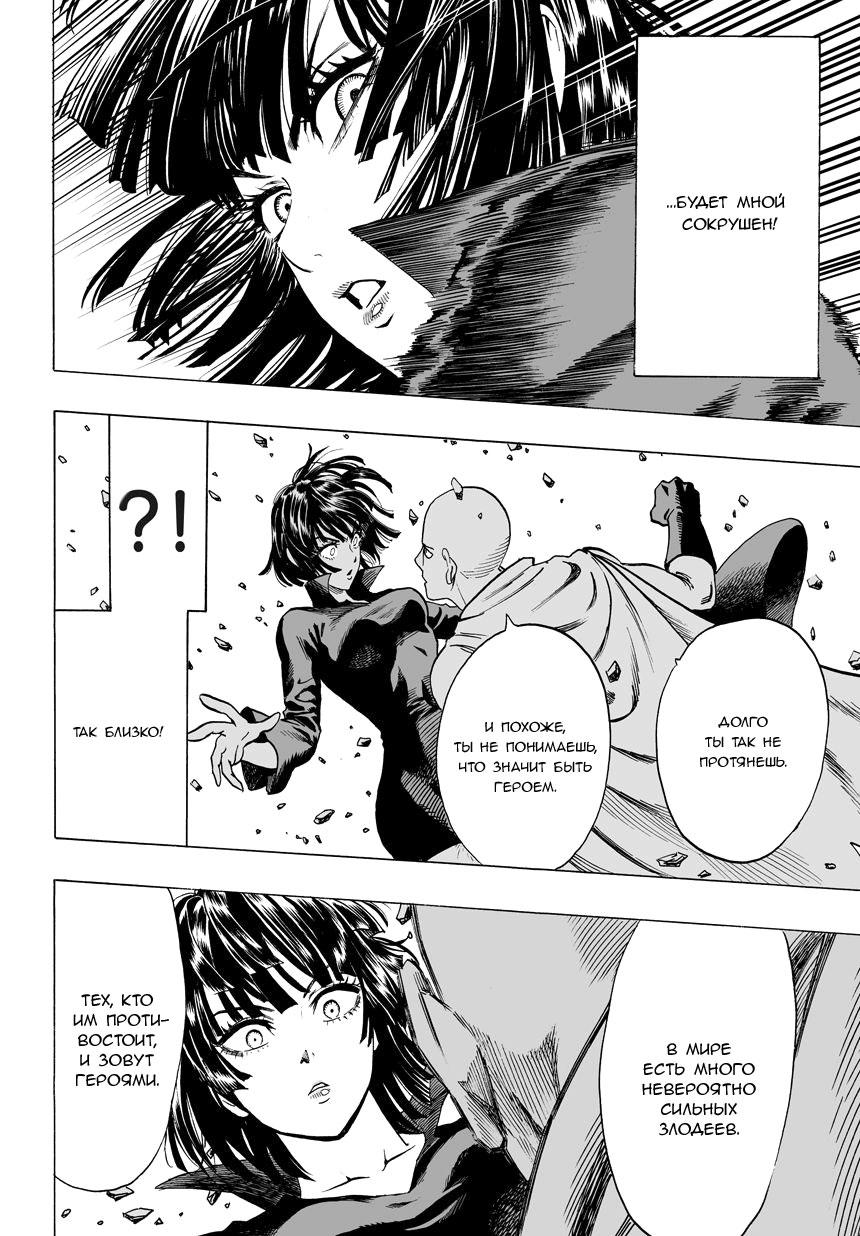 ...БУДЕТ МНОЙ
СОКРУШЕН!
?!
ТАК БЛИЗКО!
ДОЛГО
ТЫ ТАК НЕ
ПРОТЯНЕШЬ.
И ПОХОЖЕ,
ТЫ НЕ ПОНИМАЕШЬ,
ЧТО ЗНАЧИТ БЫТЬ
ГЕРОЕМ.
В МИРЕ
ЕСТЬ МНОГО
НЕВЕРОЯТНО
СИЛЬНЫХ
ЗЛОДЕЕВ.
ТЕХ, КТО
ИМ ПРОТИ-
ВОСТОИТ,
И ЗОВУТ
ГЕРОЯМИ.